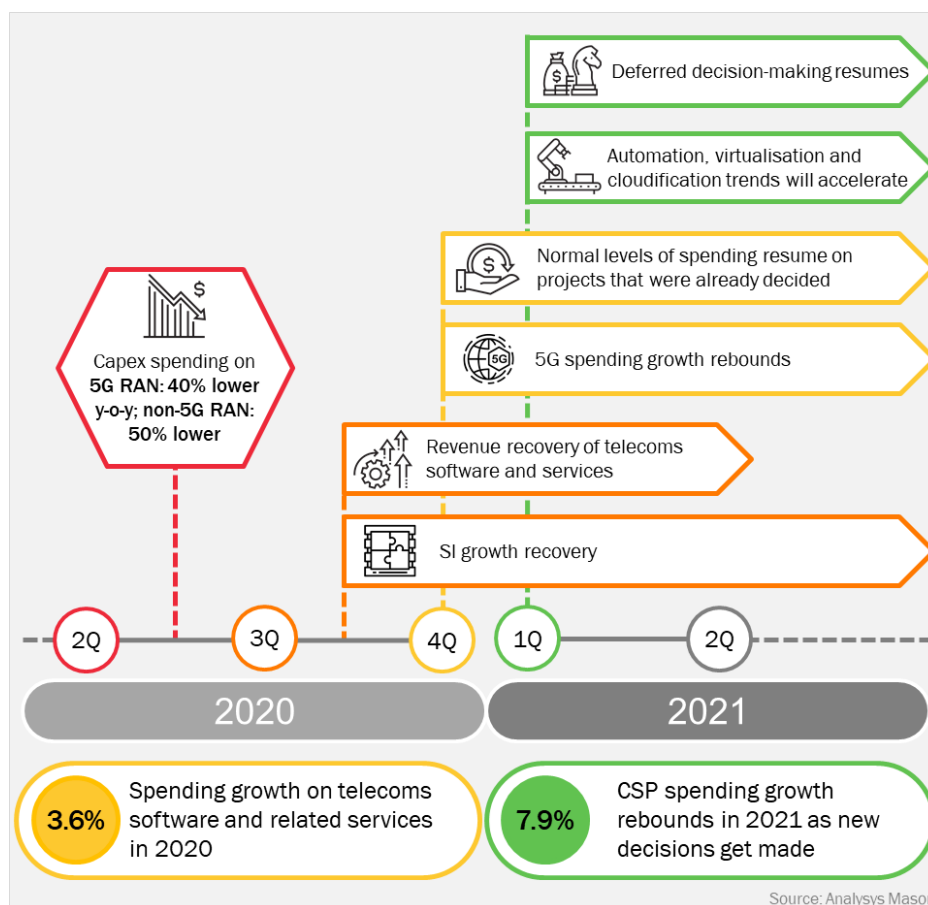 Deferred decision-making resumes
Automation, virtualisation and
cloudification trends will accelerate
$
Normal levels of spending resume on
projects that were already decided
$
$
5G
5G spending growth rebounds
Capex spending on
5G RAN: 40% lower
y-o-y; non-5G RAN:
50% lower
Revenue recovery of telecoms
software and services
SI growth recovery
2Q
3Q
4Q
1Q
2Q
2020
2021
3.6%
Spending growth on telecoms
software and related services
in 2020
7.9%
CSP spending growth
rebounds in 2021 as new
decisions get made
Source: Analysys Mason